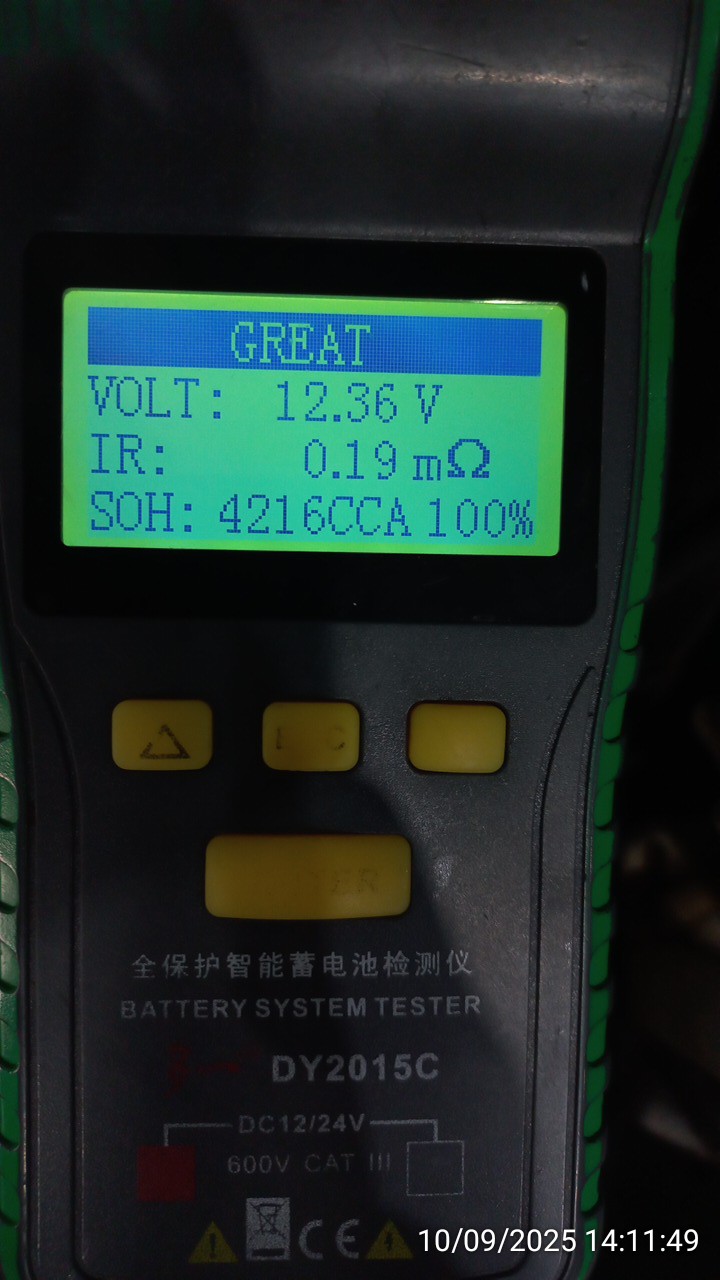 GREAT
VOLT: 12.36 V
IR: 0.19 mΩ
SOH: 4216CCA 100%
全保护智能蓄电池检测仪
BATTERY SYSTEM TESTER
DY2015C
DC12/24V
600V CAT III
CE
10/09/2025 14:11:49